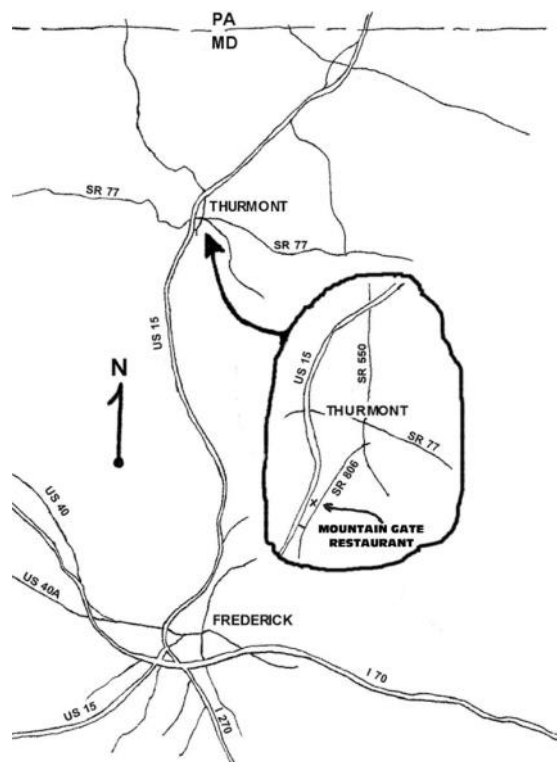 PA
MD
SR 77
THURMONT
SR 77
US 15
N
US 15
SR 550
THURMONT
SR 77
SR 806
x
MOUNTAIN GATE
RESTAURANT
US 40
US 40A
FREDERICK
I 70
US 15
I 270